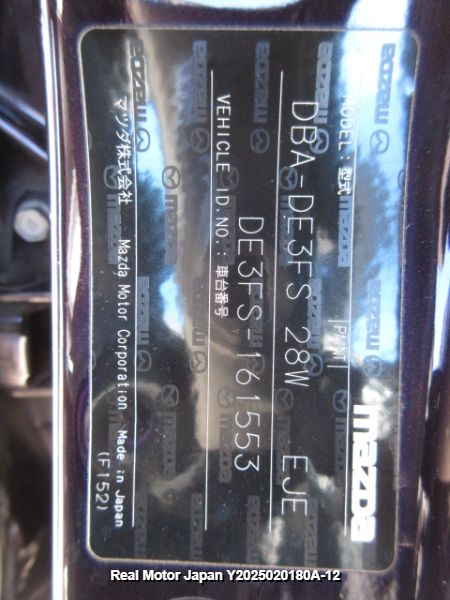 mazda
MODEL：型式 PAINT
DBA-DE3FS 28W EJE
VEHICLE ID.NO.：車台番号
DE3FS-161553
マツダ株式会社 Mazda Motor Corporation Made in Japan
(F152)
Real Motor Japan Y2025020180A-12